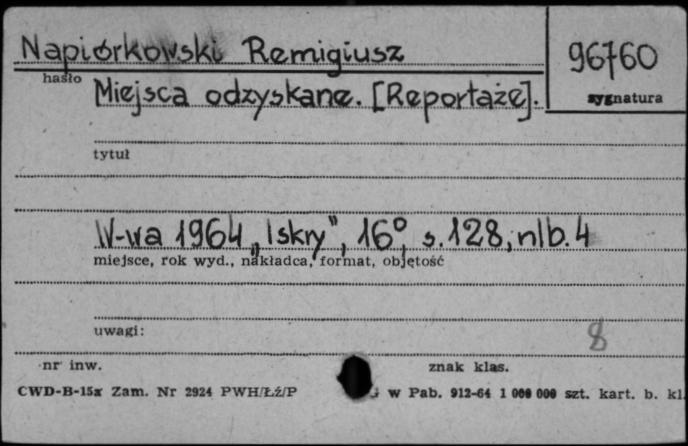 Napiórkowski Remigiusz
96760
hasło
sygnatura
Miejsca odzyskane. [Reportaże].
tytuł
W-wa 1964 „Iskry”, 16°, s. 128, nlb. 4
miejsce, rok wyd., nakładca, format, objętość
uwagi:
8
nr inw.
znak klas.
CWD-B-15x Zam. Nr 2924 PWH/Łź/P w Pab. 912-64 1 000 000 szt. kart. b. kl.